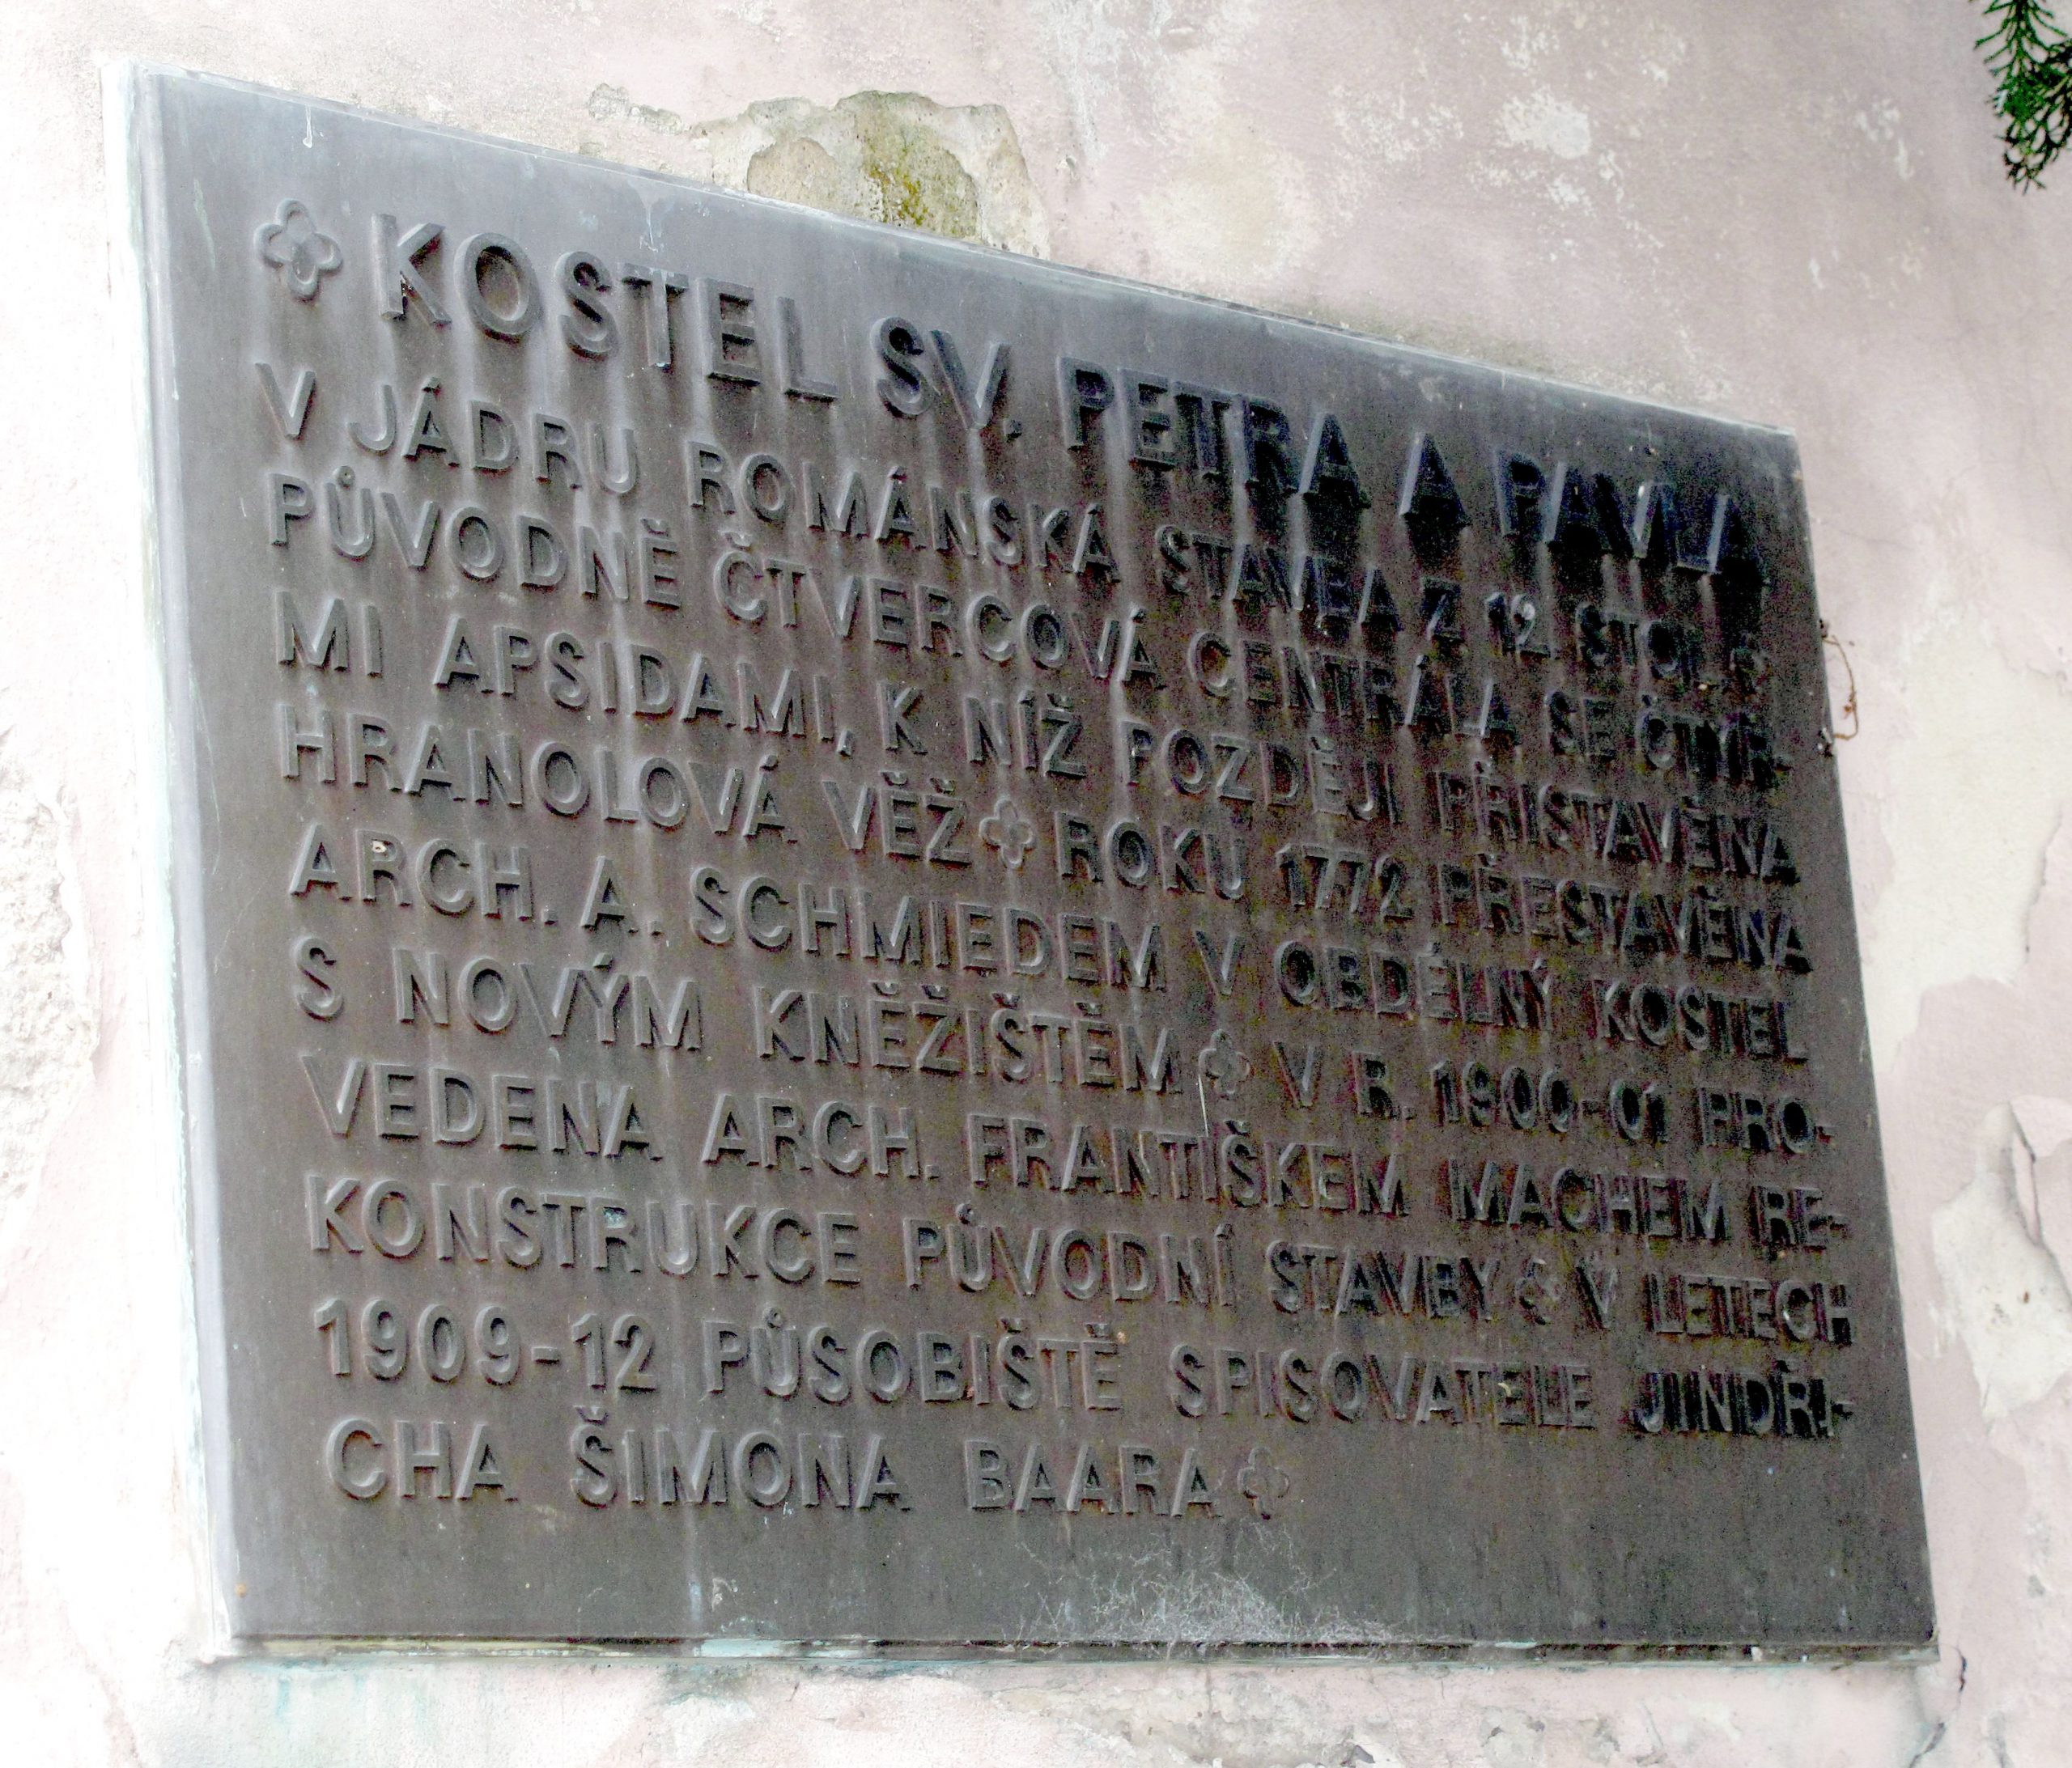 KOSTEL SV. PETRA A PAVLA
V JÁDRU ROMÁNSKÁ STAVBA Z 12. STOL.
PŮVODNĚ ČTVERCOVÁ CENTRÁLA SE ČTYŘ-
MI APSIDAMI, K NÍŽ POZDĚJI PŘISTAVĚNA
HRANOLOVÁ VĚŽ ROKU 1772 PŘESTAVĚNA
ARCH. A. SCHMIEDEM V OBDÉLNÝ KOSTEL
S NOVÝM KNĚŽIŠTĚM V R. 1900-01 PRO-
VEDENA ARCH. FRANTIŠKEM MACHEM RE-
KONSTRUKCE PŮVODNÍ STAVBY V LETECH
1909-12 PŮSOBIŠTĚ SPISOVATELE JINDŘI-
CHA ŠIMONA BAARA